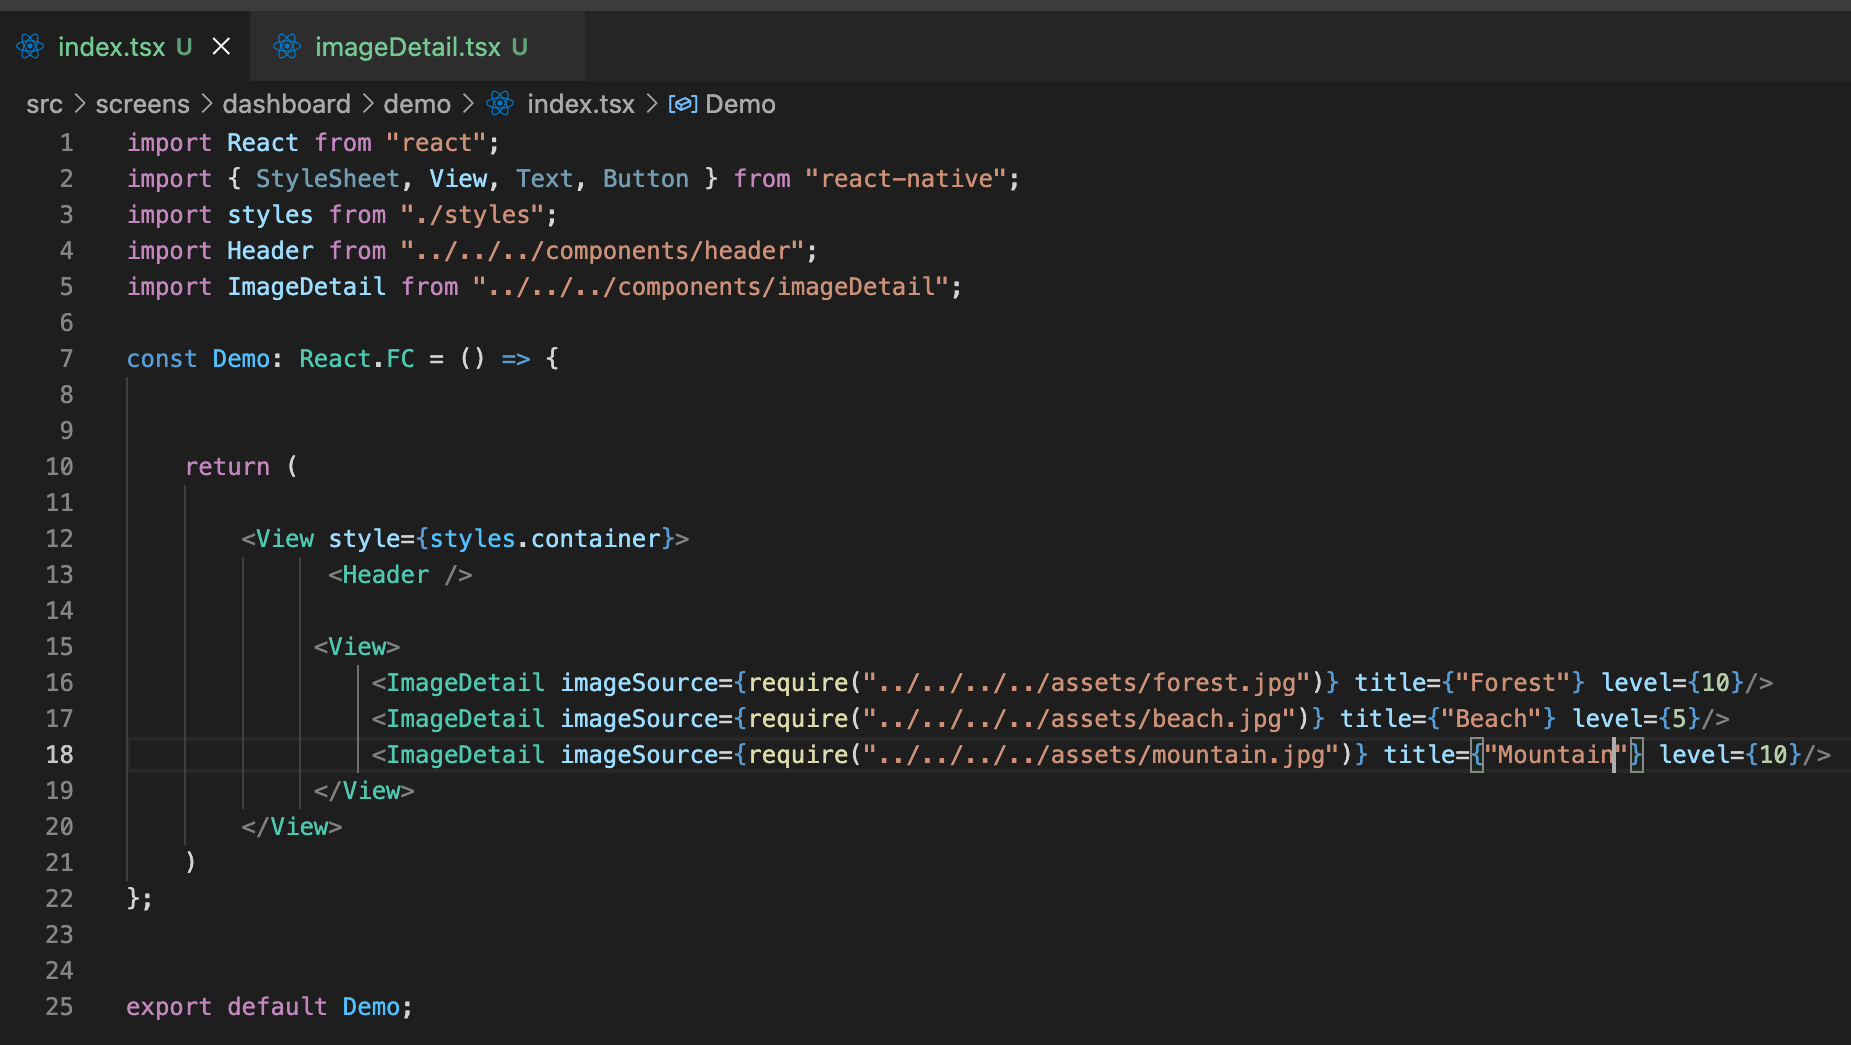 index.tsx U
imageDetail.tsx U
src > screens > dashboard > demo > index.tsx > Demo
1 import React from "react";
2 import { StyleSheet, View, Text, Button } from "react-native";
3 import styles from "./styles";
4 import Header from "../../../components/header";
5 import ImageDetail from "../../../components/imageDetail";
6
7 const Demo: React.FC = () => {
8
9
10 return (
11
12 <View style={styles.container}>
13 <Header />
14
15 <View>
16 <ImageDetail imageSource={require("../../../../assets/forest.jpg")} title={"Forest"} level={10}/>
17 <ImageDetail imageSource={require("../../../../assets/beach.jpg")} title={"Beach"} level={5}/>
18 <ImageDetail imageSource={require("../../../../assets/mountain.jpg")} title={"Mountain"} level={10}/>
19 </View>
20 </View>
21 )
22 };
23
24
25 export default Demo;